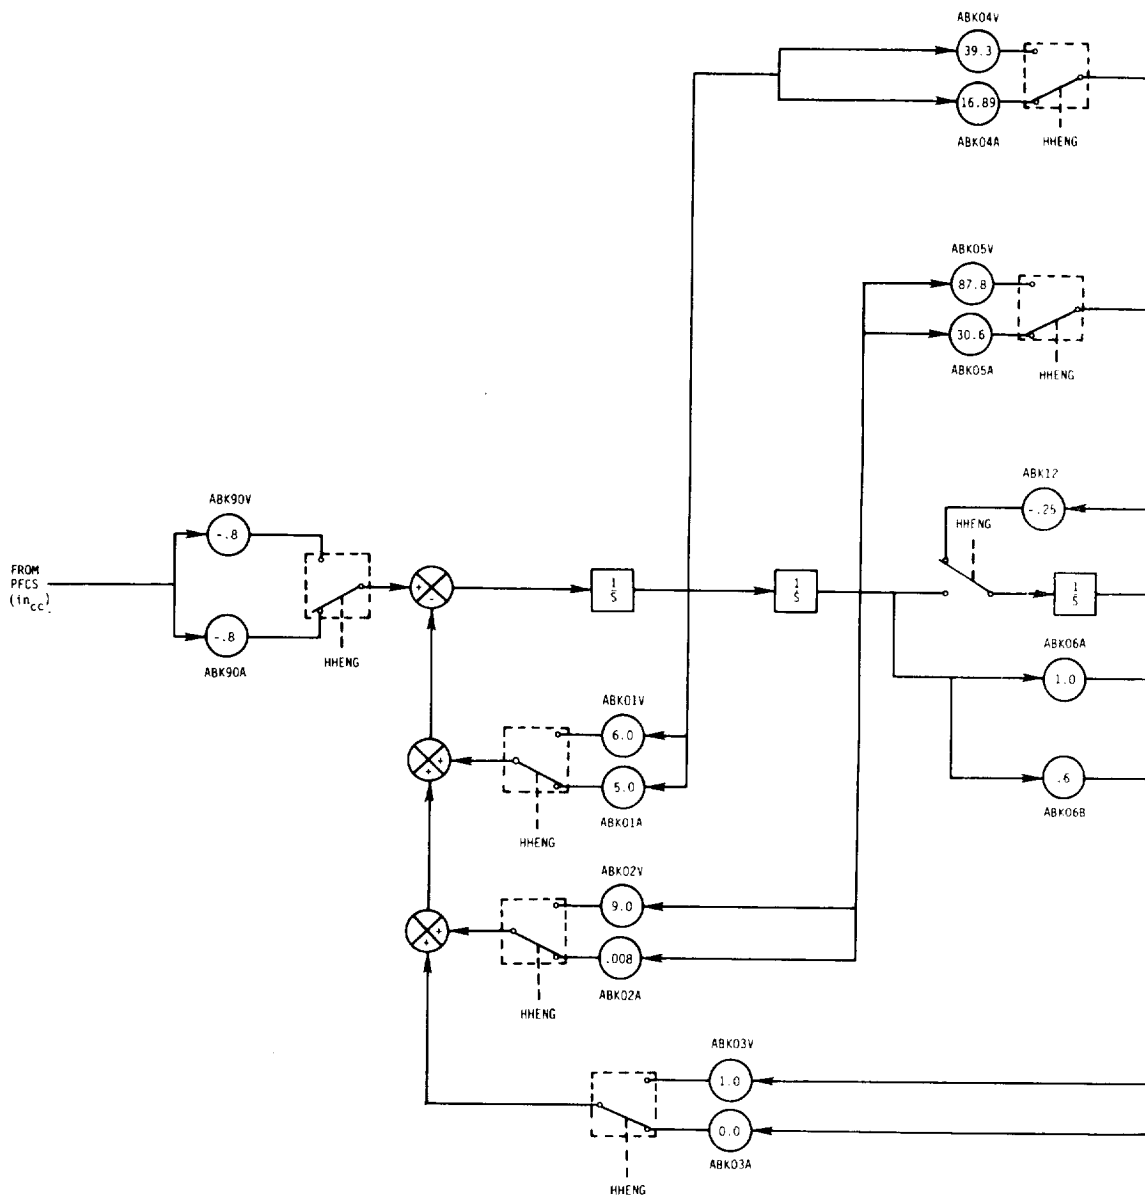 ABK04V
39.3
16.89
ABK04A
HHENG
ABK05V
87.8
30.6
ABK05A
HHENG
ABK12
-.25
HHENG
1
S
ABK06A
1.0
.6
ABK06B
ABK90V
-.8
FROM
PFCS
(in_cc)
-.8
ABK90A
HHENG
+
-
1
S
1
S
ABK01V
6.0
5.0
ABK01A
HHENG
+
+
ABK02V
9.0
.008
ABK02A
HHENG
+
+
ABK03V
1.0
0.0
ABK03A
HHENG